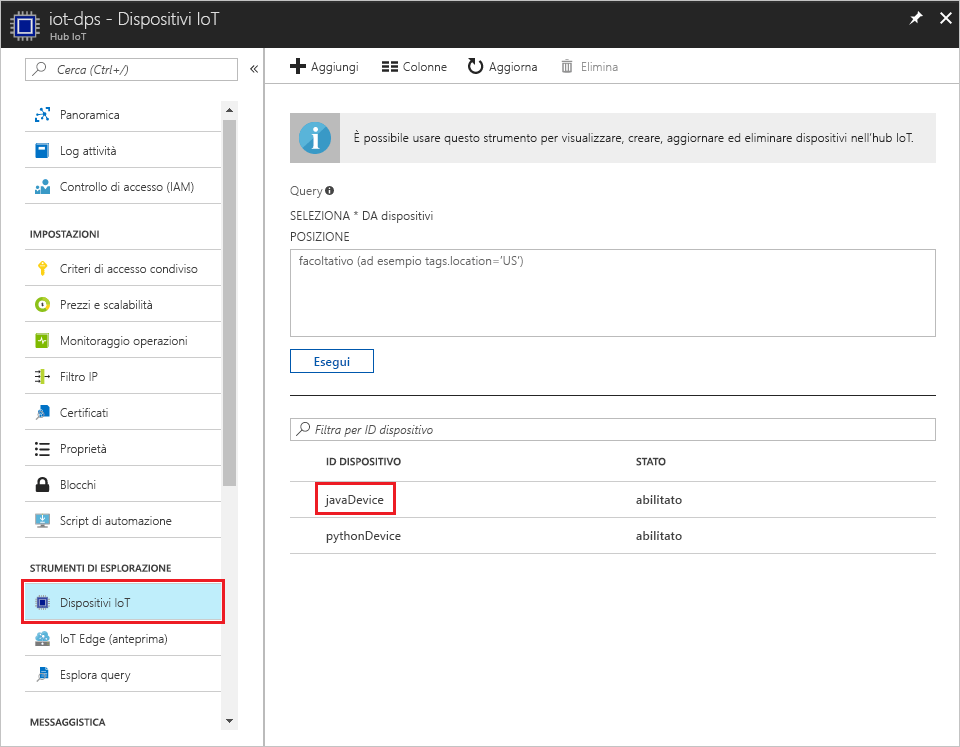 iot-dps - Dispositivi IoT
Hub IoT
Cerca (Ctrl+/)
«
Panoramica
Log attività
Controllo di accesso (IAM)
IMPOSTAZIONI
Criteri di accesso condiviso
Prezzi e scalabilità
Monitoraggio operazioni
Filtro IP
Certificati
Proprietà
Blocchi
Script di automazione
STRUMENTI DI ESPLORAZIONE
Dispositivi IoT
IoT Edge (anteprima)
Esplora query
MESSAGGISTICA
Aggiungi Colonne Aggiorna Elimina
È possibile usare questo strumento per visualizzare, creare, aggiornare ed eliminare dispositivi nell'hub IoT.
Query
SELEZIONA * DA dispositivi
POSIZIONE
facoltativo (ad esempio tags.location='US')
Esegui
Filtra per ID dispositivo
ID DISPOSITIVO STATO
javaDevice abilitato
pythonDevice abilitato